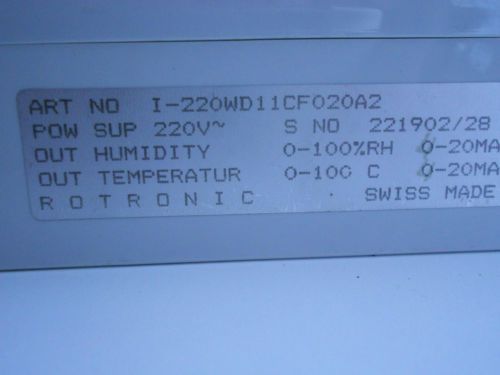 ART NO I-220WD11CF020A2
POW SUP 220V~ S NO 221902/28
OUT HUMIDITY 0-100%RH 0-20MA
OUT TEMPERATUR 0-100 C 0-20MA
ROTRONIC SWISS MADE